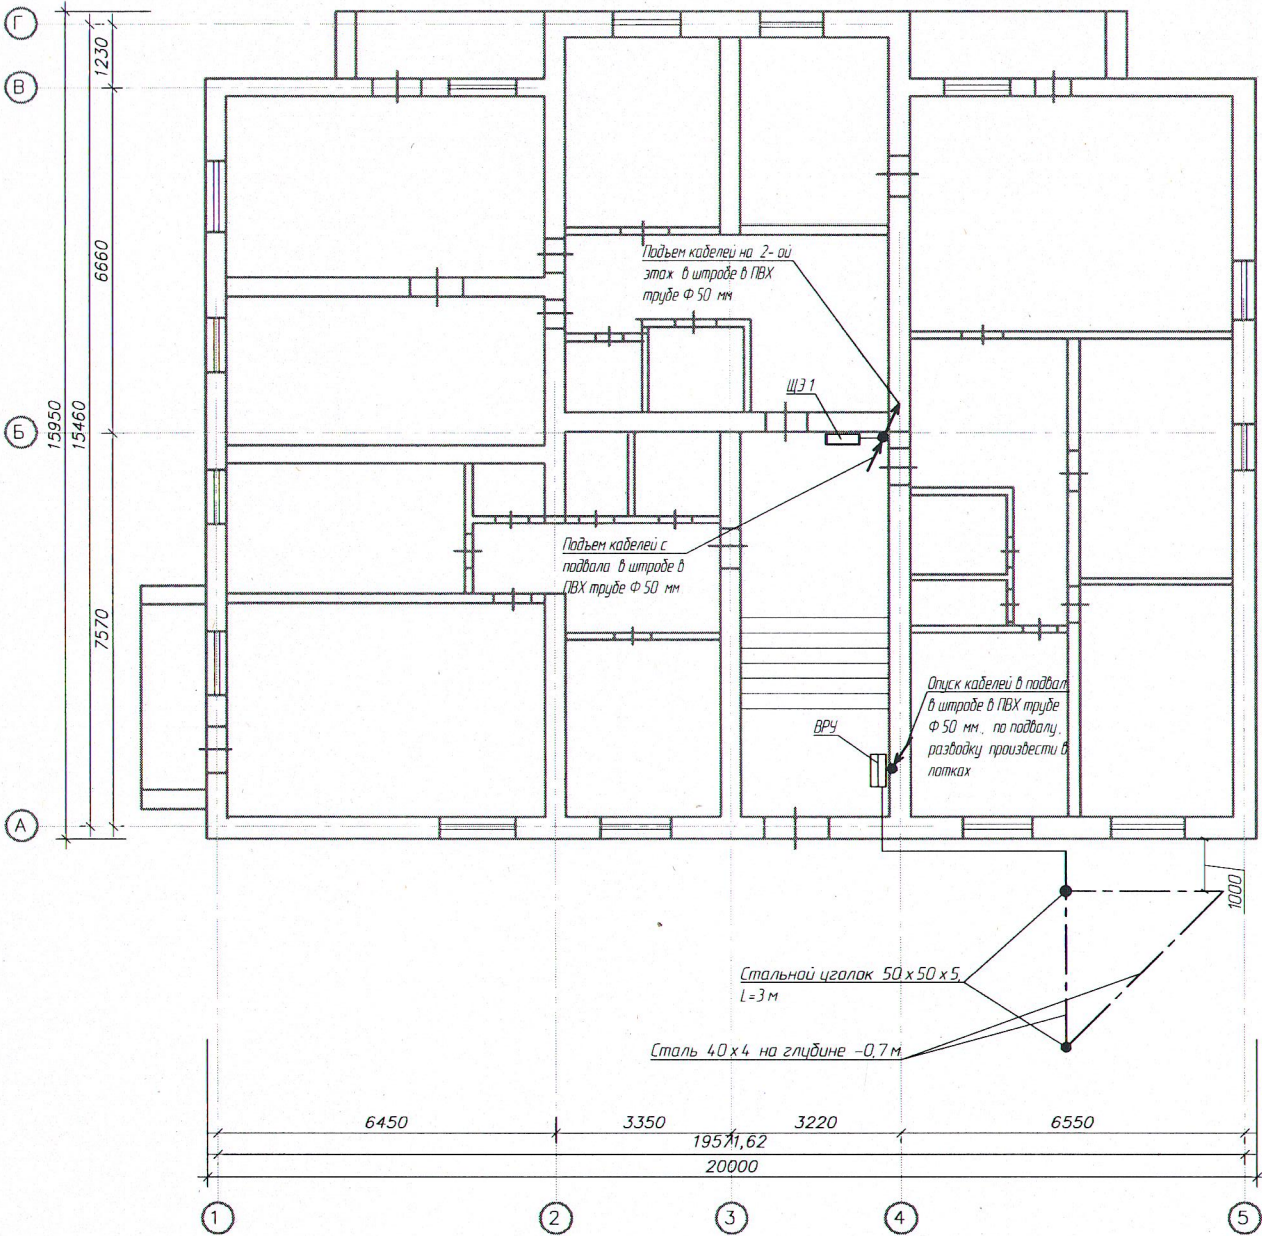 Г
1230
В
6660
Подъем кабелей на 2-ой
этаж в штробе в ПВХ
трубе Ф 50 мм
ЩЭ1
15950
15460
Б
Подъем кабелей с
подвала в штробе в
ПВХ трубе Ф 50 мм
7570
Опуск кабелей в подвал
в штробе в ПВХ трубе
Ф 50 мм, по подвалу,
разводку произвести в
лотках
ВРУ
А
1000
Стальной уголок 50 x 50 x 5,
L=3 м
Сталь 40 x 4 на глубине -0,7 м
6450
3350
3220
6550
19571,62
20000
1
2
3
4
5